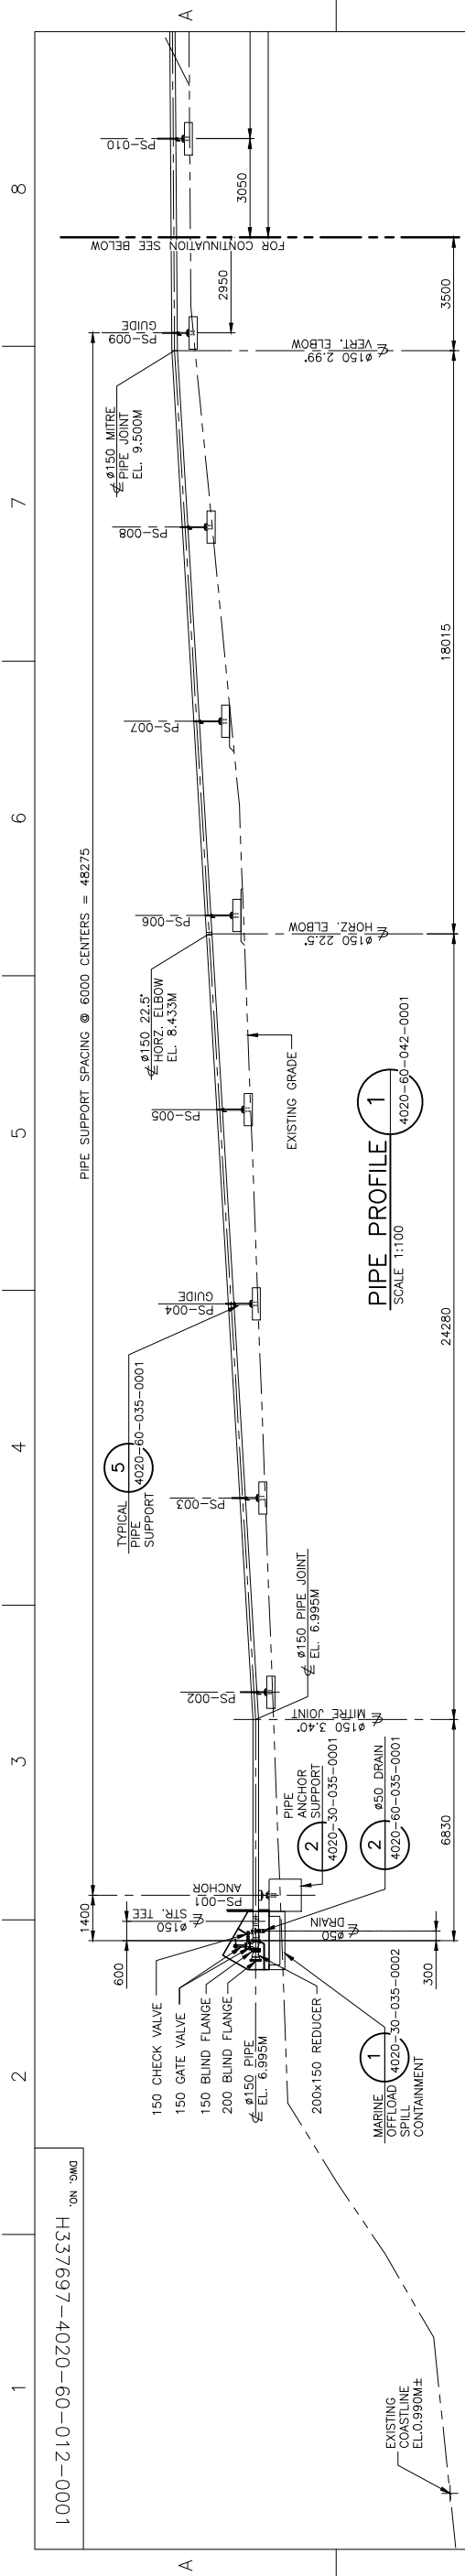 A
1
2
3
4
5
6
7
8
A
DWG. NO.
H337697-4020-60-012-0001
PIPE SUPPORT SPACING @ 6000 CENTERS = 48275
1400
600
150 CHECK VALVE
150 GATE VALVE
150 BLIND FLANGE
200 BLIND FLANGE
ø150 PIPE
EL. 6.995M
200x150 REDUCER
ø150
STR. TEE
PS-001
ANCHOR
ø50
DRAIN
300
MARINE
OFFLOAD
SPILL
CONTAINMENT
1
4020-30-035-0002
PIPE
ANCHOR
SUPPORT
2
4020-30-035-0001
ø50 DRAIN
2
4020-60-035-0001
EXISTING
COASTLINE
EL.0.990M±
PS-002
ø150 3.40°
MITRE JOINT
ø150 PIPE JOINT
EL. 6.995M
6830
PS-003
TYPICAL
PIPE
SUPPORT
5
4020-60-035-0001
PS-004
GUIDE
PS-005
EXISTING GRADE
24280
ø150 22.5°
HORZ. ELBOW
EL. 8.433M
PS-006
ø150 22.5°
HORZ. ELBOW
PS-007
PS-008
18015
ø150 MITRE
PIPE JOINT
EL. 9.500M
PS-009
GUIDE
ø150 2.99°
VERT. ELBOW
2950
3500
FOR CONTINUATION SEE BELOW
3050
PS-010
PIPE PROFILE
SCALE 1:100
1
4020-60-042-0001